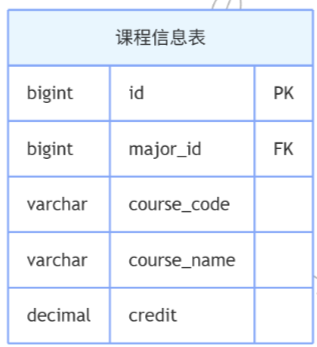 课程信息表
bigint id PK
bigint major_id FK
varchar course_code
varchar course_name
decimal credit